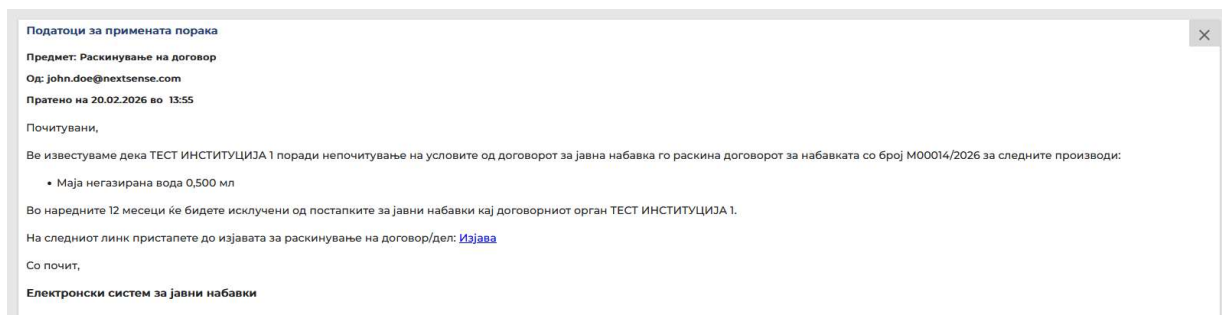 Податоци за примената порака
Предмет: Раскинување на договор
Од: john.doe@nextsense.com
Пратено на 20.02.2026 во 13:55
Почитувани,
Ве известуваме дека ТЕСТ ИНСТИТУЦИЈА 1 поради непочитување на условите од договорот за јавна набавка го раскина договорот за набавката со број М00014/2026 за следните производи:
• Маја негазирана вода 0,500 мл
Во наредните 12 месеци ќе бидете исклучени од постапките за јавни набавки кај договорниот орган ТЕСТ ИНСТИТУЦИЈА 1.
На следниот линк пристапете до изјавата за раскинување на договор/дел: Изјава
Со почит,
Електронски систем за јавни набавки